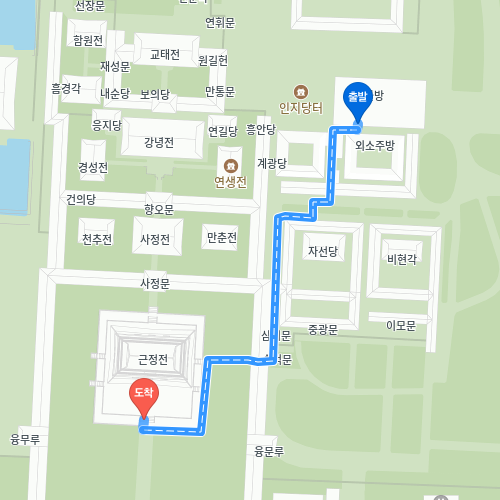 선장문
연휘문
함원전
교태전
원길헌
재성문
흠경각
내순당
보의당
만통문
인지당터
출발
방
응지당
강녕전
연길당
흥안당
외소주방
경성전
계광당
연생전
건의당
향오문
천추전
사정전
만춘전
자선당
비현각
사정문
중광문
이모문
근정전
도착
융무루
융문루